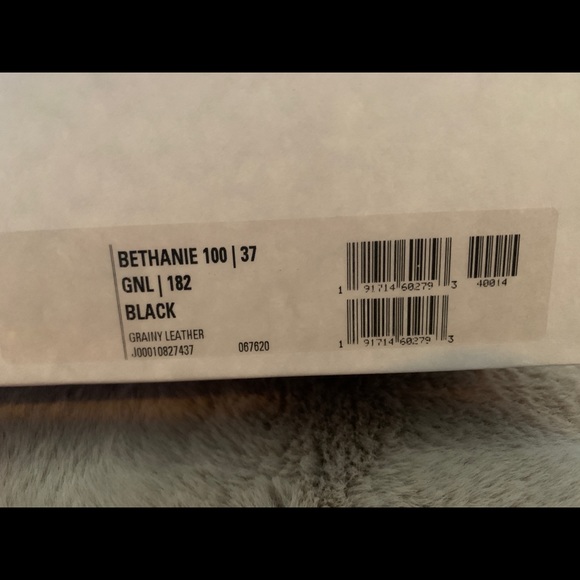 BETHANIE 100 | 37
GNL | 182
BLACK
GRAINY LEATHER
J00010827437 067620
1 91714 60279 3
40014
1 91714 60279 3